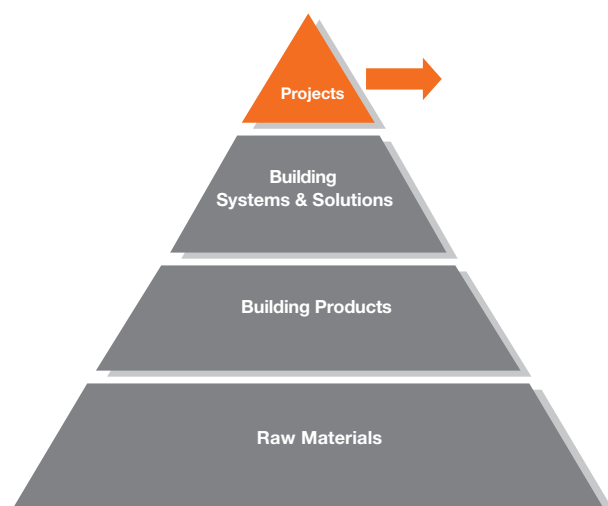 Projects
Building
Systems & Solutions
Building Products
Raw Materials